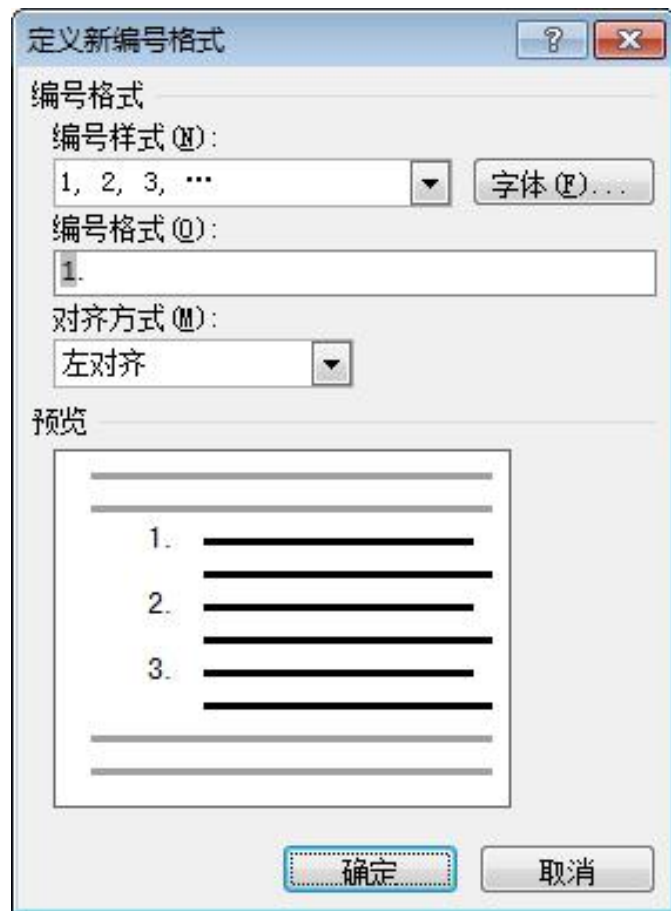 定义新编号格式
编号格式
编号样式(N):
1, 2, 3, …
字体(F)...
编号格式(O):
1.
对齐方式(M):
左对齐
预览
1.
2.
3.
确定
取消